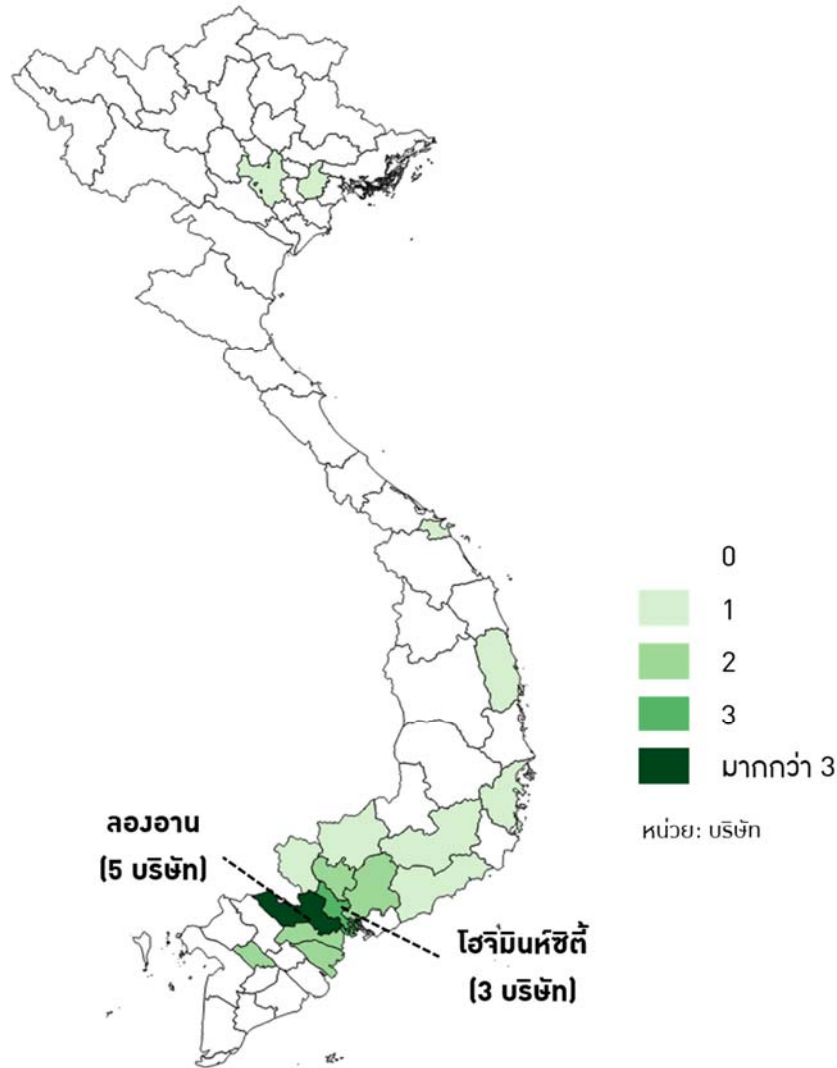 0
1
2
3
มากกว่า 3
หน่วย: บริษัท
ลองอาน
(5 บริษัท)
โฮจิมินห์ซิตี้
(3 บริษัท)